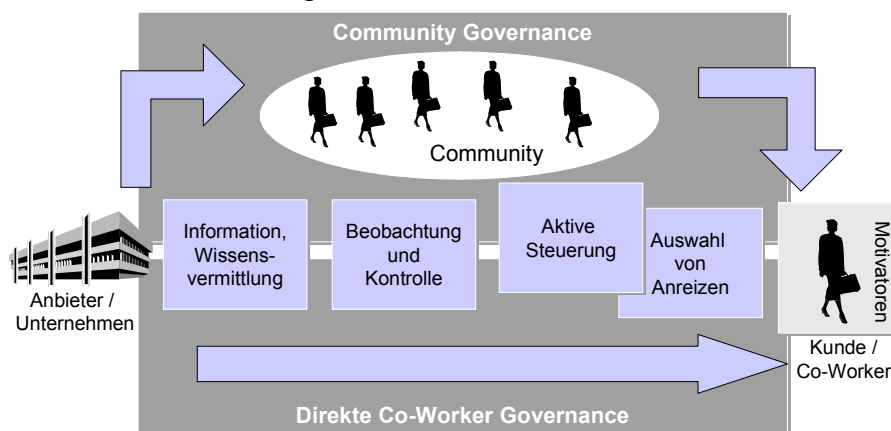 Community Governance
Community
Information,
Wissens-
vermittlung
Beobachtung
und
Kontrolle
Aktive
Steuerung
Auswahl
von
Anreizen
Motivatoren
Anbieter /
Unternehmen
Kunde /
Co-Worker
Direkte Co-Worker Governance